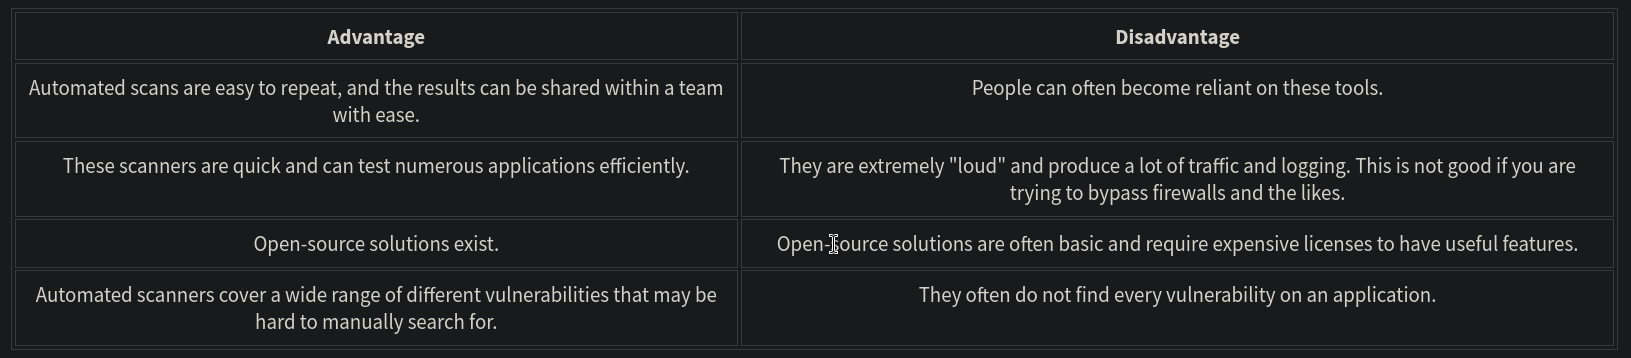 Advantage
Disadvantage
Automated scans are easy to repeat, and the results can be shared within a team
with ease.
People can often become reliant on these tools.
These scanners are quick and can test numerous applications efficiently.
They are extremely "loud" and produce a lot of traffic and logging. This is not good if you are
trying to bypass firewalls and the likes.
Open-source solutions exist.
Open-source solutions are often basic and require expensive licenses to have useful features.
Automated scanners cover a wide range of different vulnerabilities that may be
hard to manually search for.
They often do not find every vulnerability on an application.